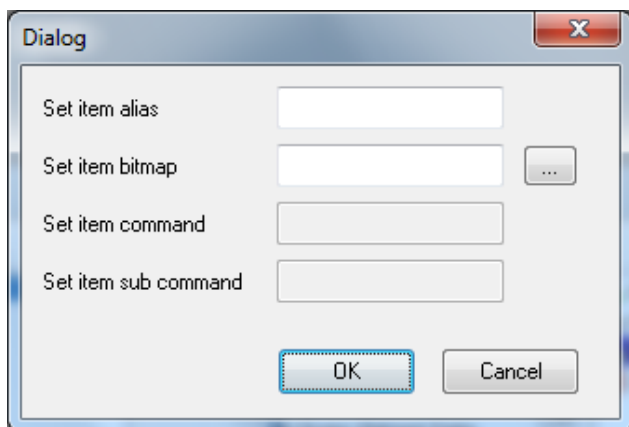 Dialog
Set item alias
Set item bitmap
...
Set item command
Set item sub command
OK
Cancel